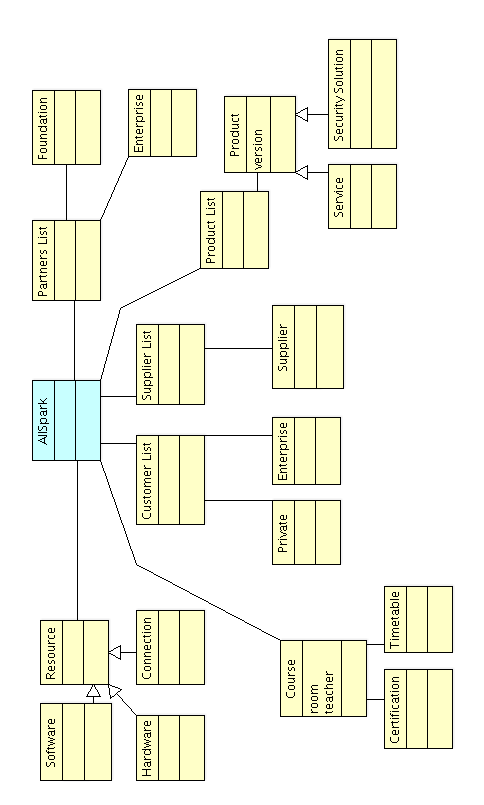 Foundation
Enterprise
Partners List
Product
version
Security Solution
Service
Product List
AllSpark
Supplier List
Supplier
Customer List
Enterprise
Private
Resource
Connection
Software
Hardware
Course
room
teacher
Timetable
Certification